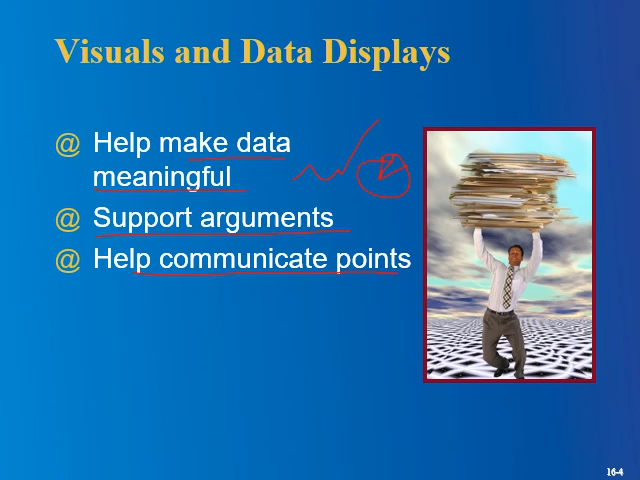 Visuals and Data Displays
@ Help make data
meaningful
@ Support arguments
@ Help communicate points
16-4